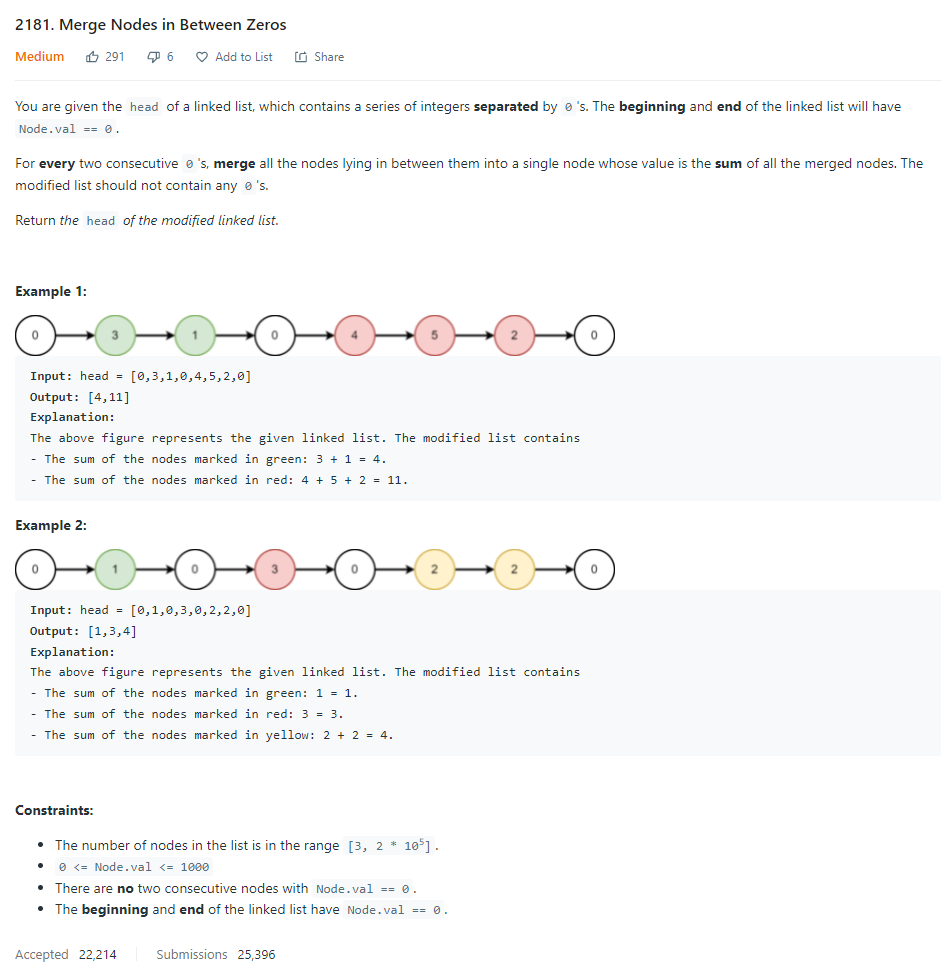 2181. Merge Nodes in Between Zeros
Medium 291 6 Add to List Share
You are given the head of a linked list, which contains a series of integers separated by 0 's. The beginning and end of the linked list will have
Node.val == 0 .
For every two consecutive 0 's, merge all the nodes lying in between them into a single node whose value is the sum of all the merged nodes. The
modified list should not contain any 0 's.
Return the head of the modified linked list.
Example 1:
0 3 1 0 4 5 2 0
Input: head = [0,3,1,0,4,5,2,0]
Output: [4,11]
Explanation:
The above figure represents the given linked list. The modified list contains
- The sum of the nodes marked in green: 3 + 1 = 4.
- The sum of the nodes marked in red: 4 + 5 + 2 = 11.
Example 2:
0 1 0 3 0 2 2 0
Input: head = [0,1,0,3,0,2,2,0]
Output: [1,3,4]
Explanation:
The above figure represents the given linked list. The modified list contains
- The sum of the nodes marked in green: 1 = 1.
- The sum of the nodes marked in red: 3 = 3.
- The sum of the nodes marked in yellow: 2 + 2 = 4.
Constraints:
• The number of nodes in the list is in the range [3, 2 * 10⁵] .
• 0 <= Node.val <= 1000
• There are no two consecutive nodes with Node.val == 0 .
• The beginning and end of the linked list have Node.val == 0 .
Accepted 22,214 Submissions 25,396